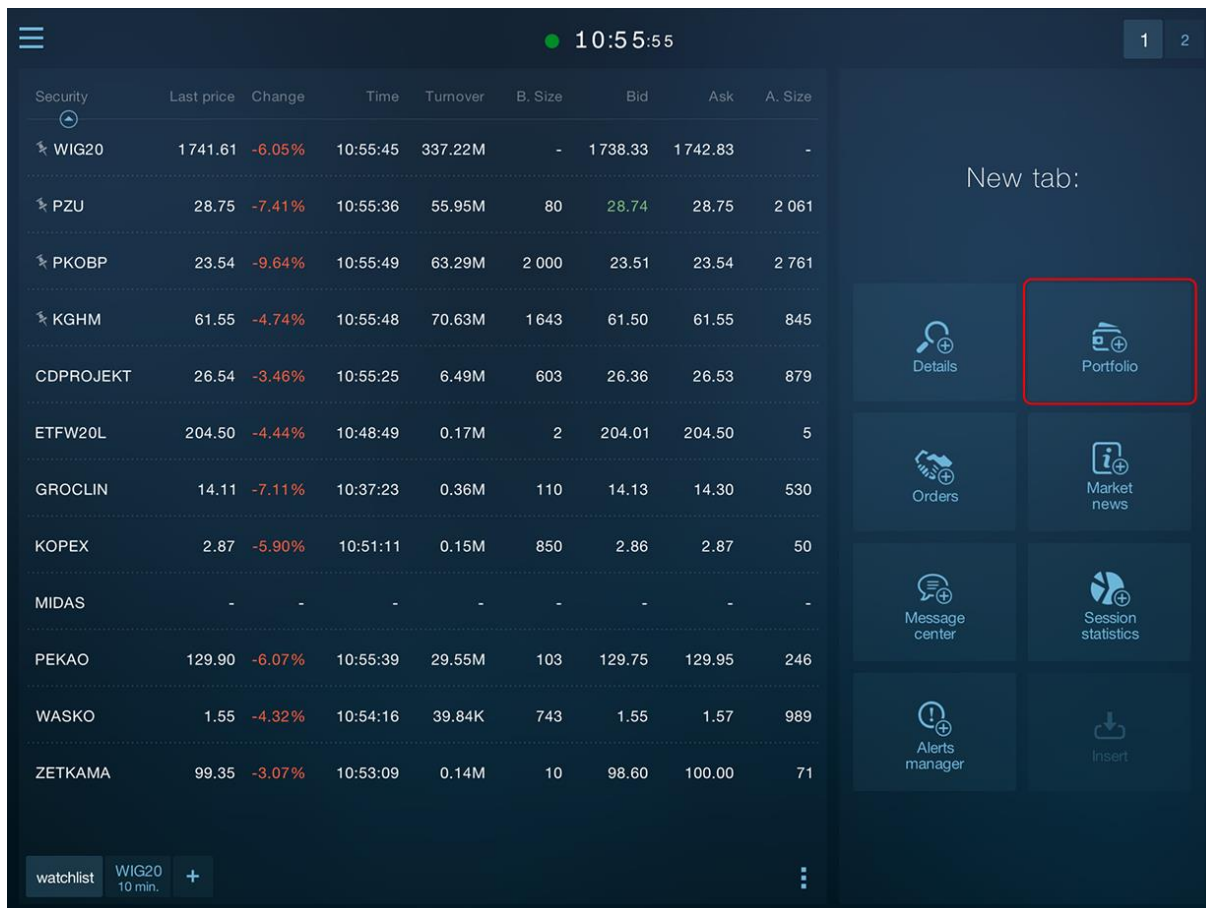 10:55:55
1 2
Security Last price Change Time Turnover B. Size Bid Ask A. Size
WIG20 1 741.61 -6.05% 10:55:45 337.22M - 1 738.33 1 742.83 -
PZU 28.75 -7.41% 10:55:36 55.95M 80 28.74 28.75 2 061
PKOBP 23.54 -9.64% 10:55:49 63.29M 2 000 23.51 23.54 2 761
KGHM 61.55 -4.74% 10:55:48 70.63M 1 643 61.50 61.55 845
CDPROJEKT 26.54 -3.46% 10:55:25 6.49M 603 26.36 26.53 879
ETFW20L 204.50 -4.44% 10:48:49 0.17M 2 204.01 204.50 5
GROCLIN 14.11 -7.11% 10:37:23 0.36M 110 14.13 14.30 530
KOPEX 2.87 -5.90% 10:51:11 0.15M 850 2.86 2.87 50
MIDAS - - - - - - - -
PEKAO 129.90 -6.07% 10:55:39 29.55M 103 129.75 129.95 246
WASKO 1.55 -4.32% 10:54:16 39.84K 743 1.55 1.57 989
ZETKAMA 99.35 -3.07% 10:53:09 0.14M 10 98.60 100.00 71
watchlist
WIG20
10 min.
+
New tab:
Details
Portfolio
Orders
Market
news
Message
center
Session
statistics
Alerts
manager
Insert